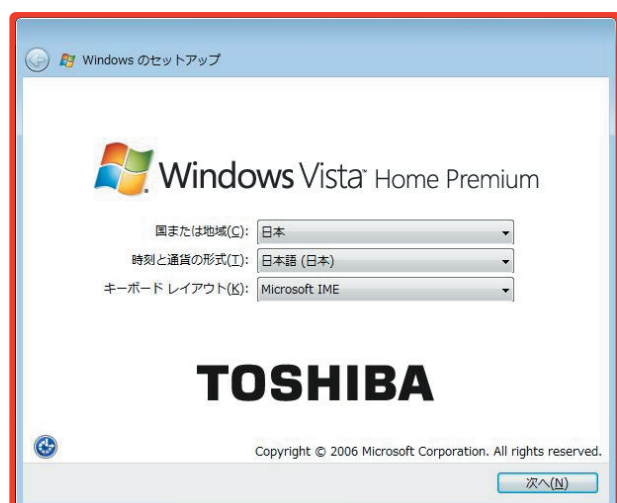 Windows のセットアップ
Windows Vista™ Home Premium
国または地域(C): 日本
時刻と通貨の形式(T): 日本語 (日本)
キーボード レイアウト(K): Microsoft IME
TOSHIBA
Copyright © 2006 Microsoft Corporation. All rights reserved.
次へ(N)